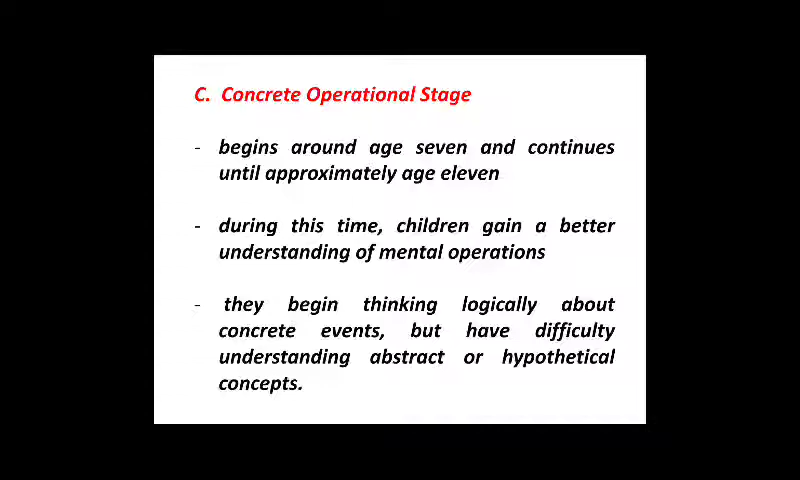 C. Concrete Operational Stage
- begins around age seven and continues
until approximately age eleven
- during this time, children gain a better
understanding of mental operations
- they begin thinking logically about
concrete events, but have difficulty
understanding abstract or hypothetical
concepts.